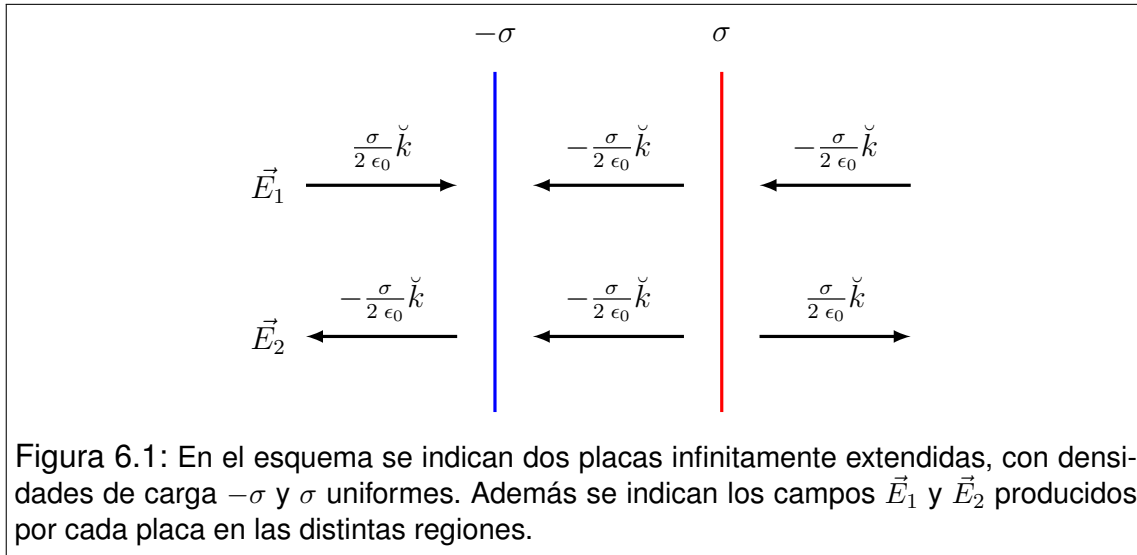 −σ σ
σ/2 ϵ₀ k̆ −σ/2 ϵ₀ k̆ −σ/2 ϵ₀ k̆
E⃗₁
−σ/2 ϵ₀ k̆ −σ/2 ϵ₀ k̆ σ/2 ϵ₀ k̆
E⃗₂
Figura 6.1: En el esquema se indican dos placas infinitamente extendidas, con densi-
dades de carga −σ y σ uniformes. Además se indican los campos E⃗₁ y E⃗₂ producidos
por cada placa en las distintas regiones.